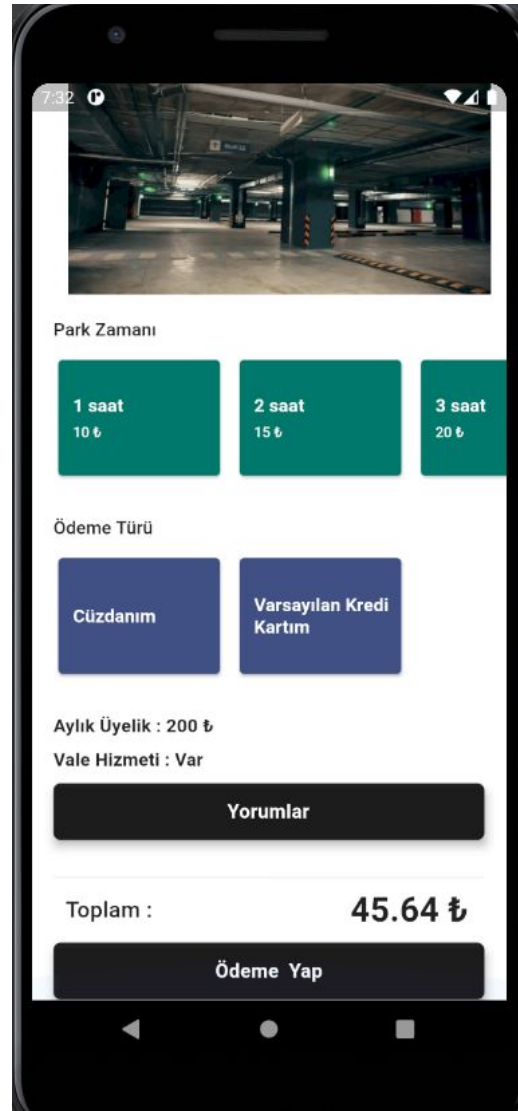 7:32
Park Zamanı
1 saat
10 ₺
2 saat
15 ₺
3 saat
20 ₺
Ödeme Türü
Cüzdanım
Varsayılan Kredi
Kartım
Aylık Üyelik : 200 ₺
Vale Hizmeti : Var
Yorumlar
Toplam :
45.64 ₺
Ödeme Yap